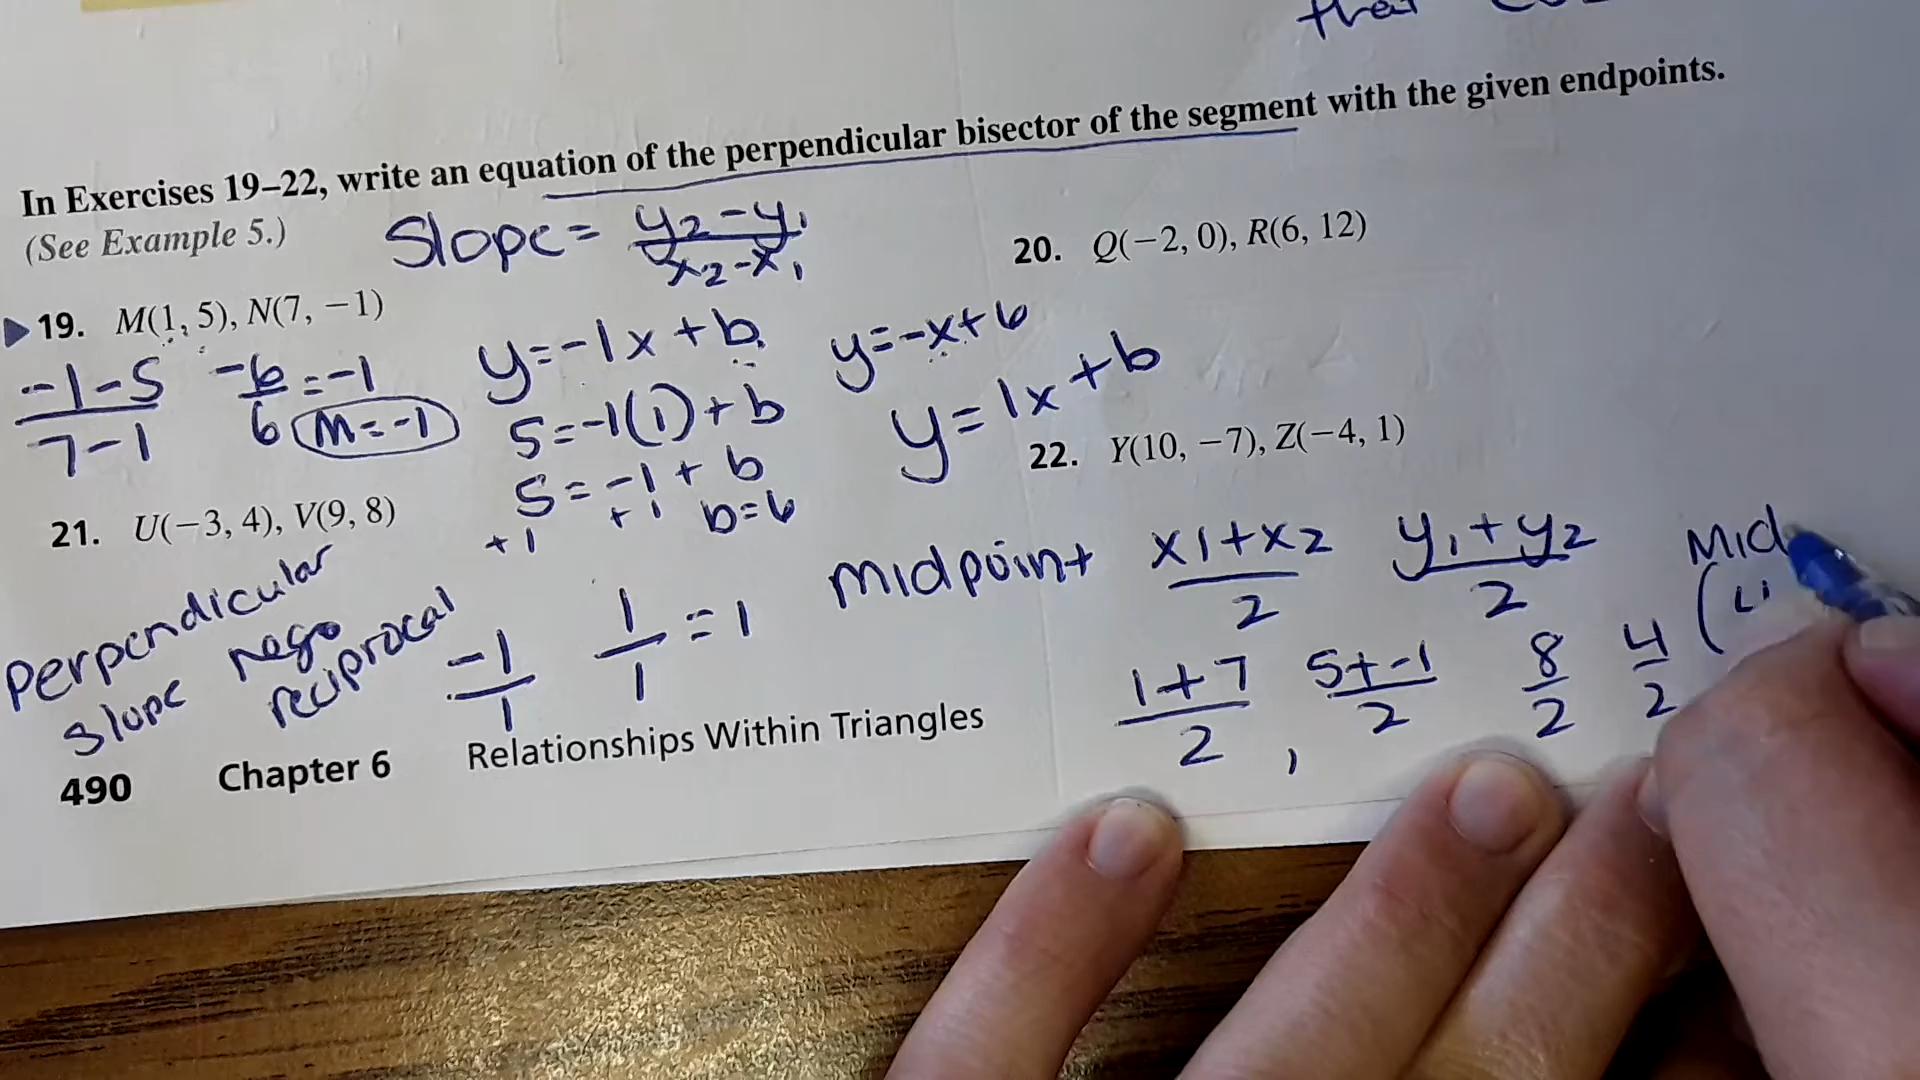 that
In Exercises 19–22, write an equation of the perpendicular bisector of the segment with the given endpoints.
(See Example 5.)
Slope = y2 - y1 / x2 - x1
19. M(1, 5), N(7, −1)
20. Q(−2, 0), R(6, 12)
-1-5 / 7-1 -6/6 = -1 m = -1
y = -1x + b
5 = -1(1) + b
5 = -1 + b
+1 +1 b = 6
y = -x + 6
y = 1x + b
21. U(−3, 4), V(9, 8)
22. Y(10, −7), Z(−4, 1)
perpendicular
slope neg
reciprocal
-1/1 1/1 = 1
midpoint x1+x2 / 2 y1+y2 / 2
1+7 / 2 , 5+-1 / 2 8/2 4/2
Mid
(4,
490 Chapter 6 Relationships Within Triangles